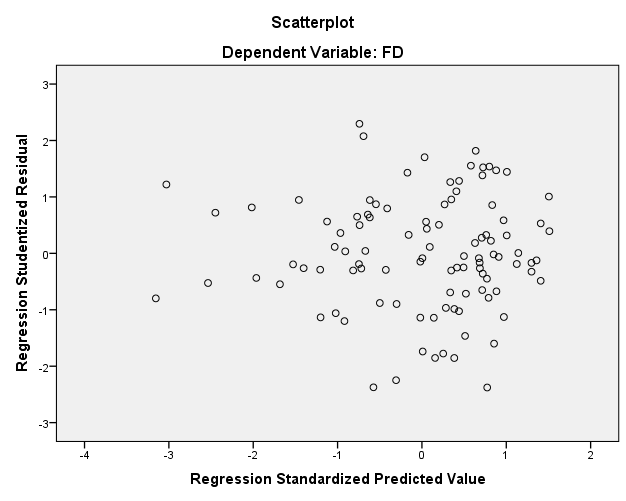 Scatterplot
Dependent Variable: FD
Regression Studentized Residual
3
2
1
0
-1
-2
-3
-4 -3 -2 -1 0 1 2
Regression Standardized Predicted Value